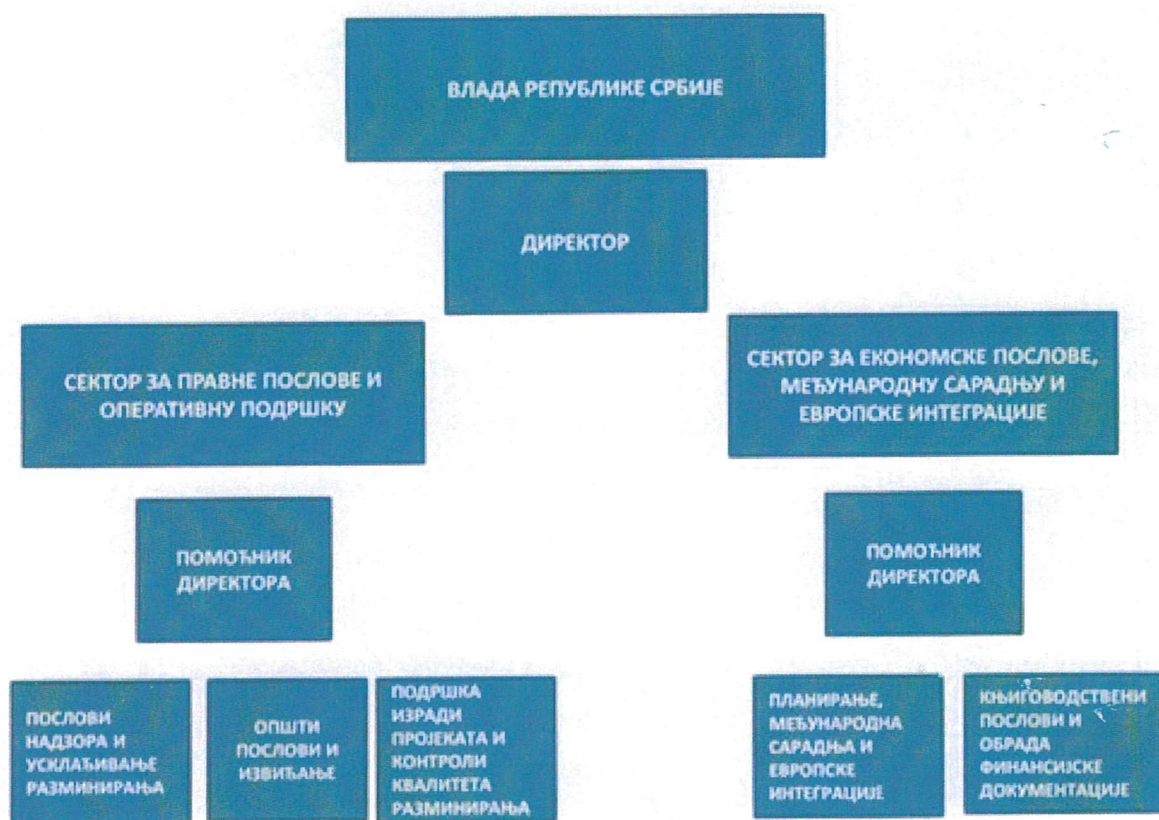 ВЛАДА РЕПУБЛИКЕ СРБИЈЕ
ДИРЕКТОР
СЕКТОР ЗА ПРАВНЕ ПОСЛОВЕ И
ОПЕРАТИВНУ ПОДРШКУ
СЕКТОР ЗА ЕКОНОМСКЕ ПОСЛОВЕ,
МЕЂУНАРОДНУ САРАДЊУ И
ЕВРОПСКЕ ИНТЕГРАЦИЈЕ
ПОМОЋНИК
ДИРЕКТОРА
ПОМОЋНИК
ДИРЕКТОРА
ПОСЛОВИ
НАДЗОРА И
УСКЛАЂИВАЊЕ
РАЗМИНИРАЊА
ОПШТИ
ПОСЛОВИ И
ИЗВИЂАЊЕ
ПОДРШКА
ИЗРАДИ
ПРОЈЕКАТА И
КОНТРОЛИ
КВАЛИТЕТА
РАЗМИНИРАЊА
ПЛАНИРАЊЕ,
МЕЂУНАРОДНА
САРАДЊА И
ЕВРОПСКЕ
ИНТЕГРАЦИЈЕ
КЊИГОВОДСТВЕНИ
ПОСЛОВИ И
ОБРАДА
ФИНАНСИЈСКЕ
ДОКУМЕНТАЦИЈЕ